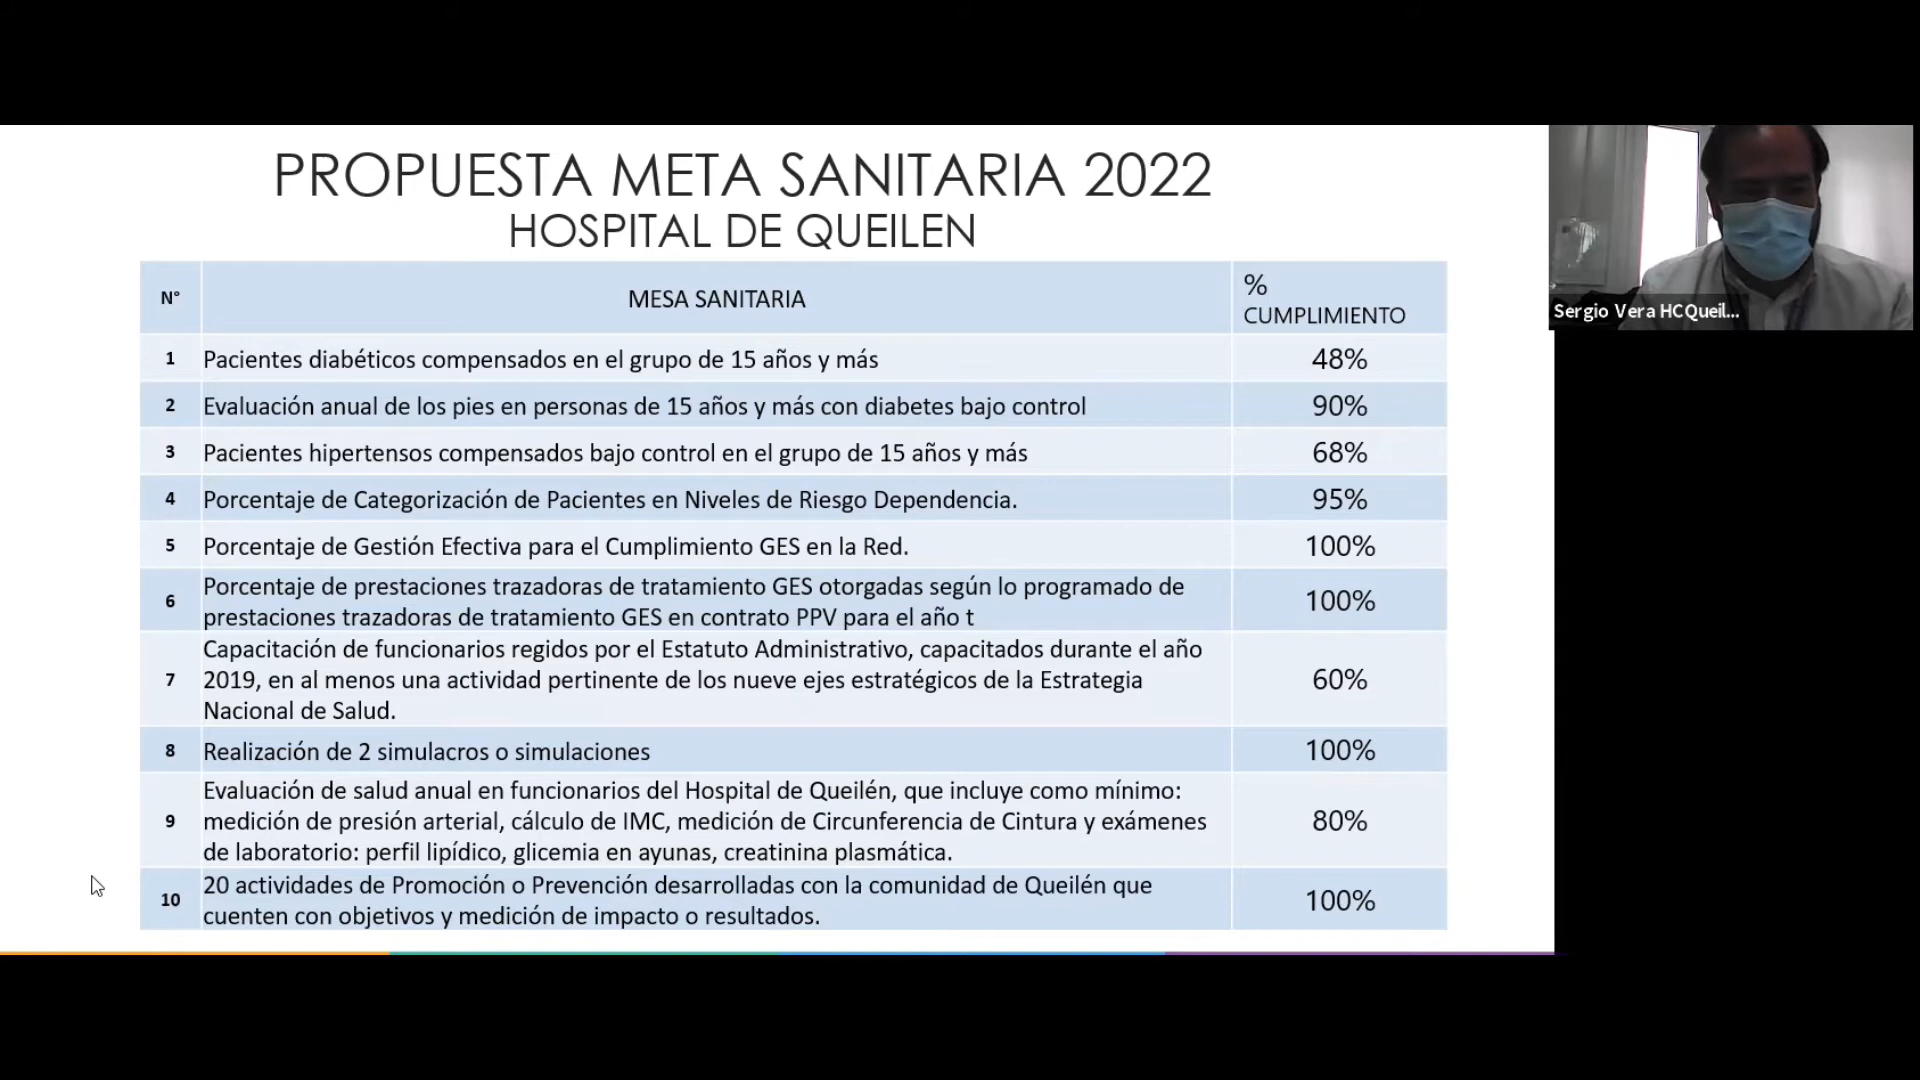 PROPUESTA META SANITARIA 2022
HOSPITAL DE QUEILEN
N°
MESA SANITARIA
%
CUMPLIMIENTO
1
Pacientes diabéticos compensados en el grupo de 15 años y más
48%
2
Evaluación anual de los pies en personas de 15 años y más con diabetes bajo control
90%
3
Pacientes hipertensos compensados bajo control en el grupo de 15 años y más
68%
4
Porcentaje de Categorización de Pacientes en Niveles de Riesgo Dependencia.
95%
5
Porcentaje de Gestión Efectiva para el Cumplimiento GES en la Red.
100%
6
Porcentaje de prestaciones trazadoras de tratamiento GES otorgadas según lo programado de
prestaciones trazadoras de tratamiento GES en contrato PPV para el año t
100%
7
Capacitación de funcionarios regidos por el Estatuto Administrativo, capacitados durante el año
2019, en al menos una actividad pertinente de los nueve ejes estratégicos de la Estrategia
Nacional de Salud.
60%
8
Realización de 2 simulacros o simulaciones
100%
9
Evaluación de salud anual en funcionarios del Hospital de Queilén, que incluye como mínimo:
medición de presión arterial, cálculo de IMC, medición de Circunferencia de Cintura y exámenes
de laboratorio: perfil lipídico, glicemia en ayunas, creatinina plasmática.
80%
10
20 actividades de Promoción o Prevención desarrolladas con la comunidad de Queilén que
cuenten con objetivos y medición de impacto o resultados.
100%
Sergio Vera HCQueil...